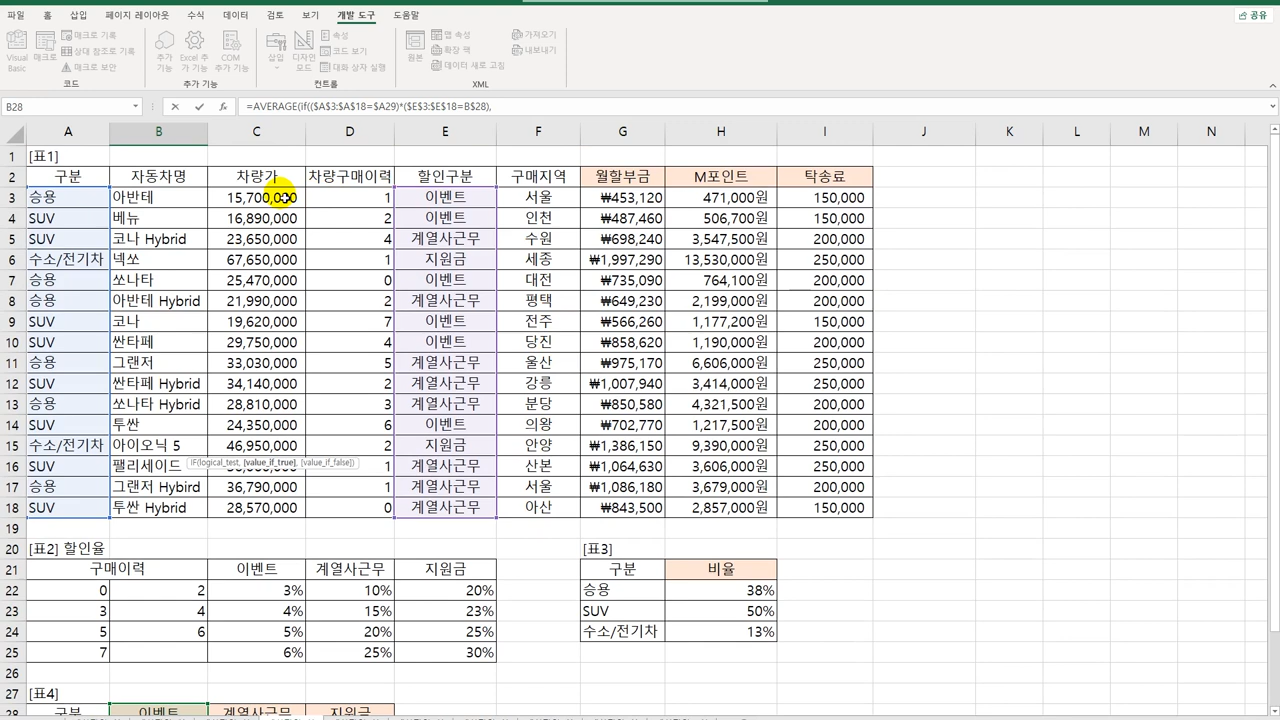 파일 홈 삽입 페이지 레이아웃 수식 데이터 검토 보기 개발 도구 도움말 공유
Visual Basic 매크로 매크로 기록 상대 참조로 기록 매크로 보안 추가 기능 Excel 추가 기능 COM 추가 기능 삽입 디자인 모드 속성 코드 보기 대화 상자 실행 원본 맵 속성 확장 팩 데이터 새로 고침 가져오기 내보내기
코드 추가 기능 컨트롤 XML
B28 fx =AVERAGE(if(($A$3:$A$18=$A29)*($E$3:$E$18=B$28),
A B C D E F G H I J K L M N
1 [표1]
2 구분 자동차명 차량가 차량구매이력 할인구분 구매지역 월할부금 M포인트 탁송료
3 승용 아반테 15,700,000 1 이벤트 서울 ₩453,120 471,000원 150,000
4 SUV 베뉴 16,890,000 2 이벤트 인천 ₩487,460 506,700원 150,000
5 SUV 코나 Hybrid 23,650,000 4 계열사근무 수원 ₩698,240 3,547,500원 200,000
6 수소/전기차 넥쏘 67,650,000 1 지원금 세종 ₩1,997,290 13,530,000원 250,000
7 승용 쏘나타 25,470,000 0 이벤트 대전 ₩735,090 764,100원 200,000
8 승용 아반테 Hybrid 21,990,000 2 계열사근무 평택 ₩649,230 2,199,000원 200,000
9 SUV 코나 19,620,000 7 이벤트 전주 ₩566,260 1,177,200원 150,000
10 SUV 싼타페 29,750,000 4 이벤트 당진 ₩858,620 1,190,000원 200,000
11 승용 그랜저 33,030,000 5 계열사근무 울산 ₩975,170 6,606,000원 250,000
12 SUV 싼타페 Hybrid 34,140,000 2 계열사근무 강릉 ₩1,007,940 3,414,000원 250,000
13 승용 쏘나타 Hybrid 28,810,000 3 계열사근무 분당 ₩850,580 4,321,500원 200,000
14 SUV 투싼 24,350,000 6 이벤트 의왕 ₩702,770 1,217,500원 200,000
15 수소/전기차 아이오닉 5 46,950,000 2 지원금 안양 ₩1,386,150 9,390,000원 250,000
16 SUV 팰리세이드 IF(logical_test, [value_if_true], [value_if_false]) 1 계열사근무 산본 ₩1,064,630 3,606,000원 250,000
17 승용 그랜저 Hybird 36,790,000 1 계열사근무 서울 ₩1,086,180 3,679,000원 200,000
18 SUV 투싼 Hybrid 28,570,000 0 계열사근무 아산 ₩843,500 2,857,000원 150,000
19
20 [표2] 할인율 [표3]
21 구매이력 이벤트 계열사근무 지원금 구분 비율
22 0 2 3% 10% 20% 승용 38%
23 3 4 4% 15% 23% SUV 50%
24 5 6 5% 20% 25% 수소/전기차 13%
25 7 6% 25% 30%
26
27 [표4]
28 구분 이벤트 계열사근무 지원금